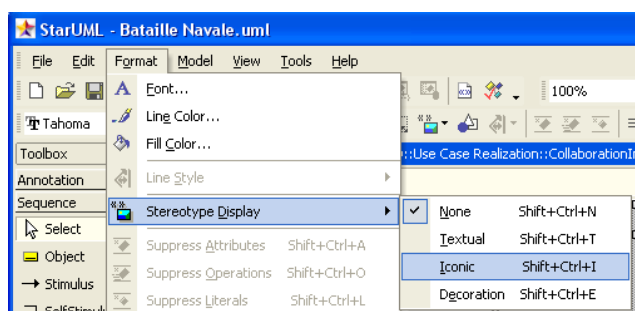 StarUML - Bataille Navale.uml
File Edit Format Model View Tools Help
Font...
100%
Tahoma
Line Color...
Fill Color...
Toolbox
::Use Case Realization::CollaborationI
Annotation
Line Style
Sequence
Stereotype Display
None Shift+Ctrl+N
Select
Suppress Attributes Shift+Ctrl+A
Textual Shift+Ctrl+T
Object
Suppress Operations Shift+Ctrl+O
Iconic Shift+Ctrl+I
Stimulus
Suppress Literals Shift+Ctrl+L
Decoration Shift+Ctrl+E